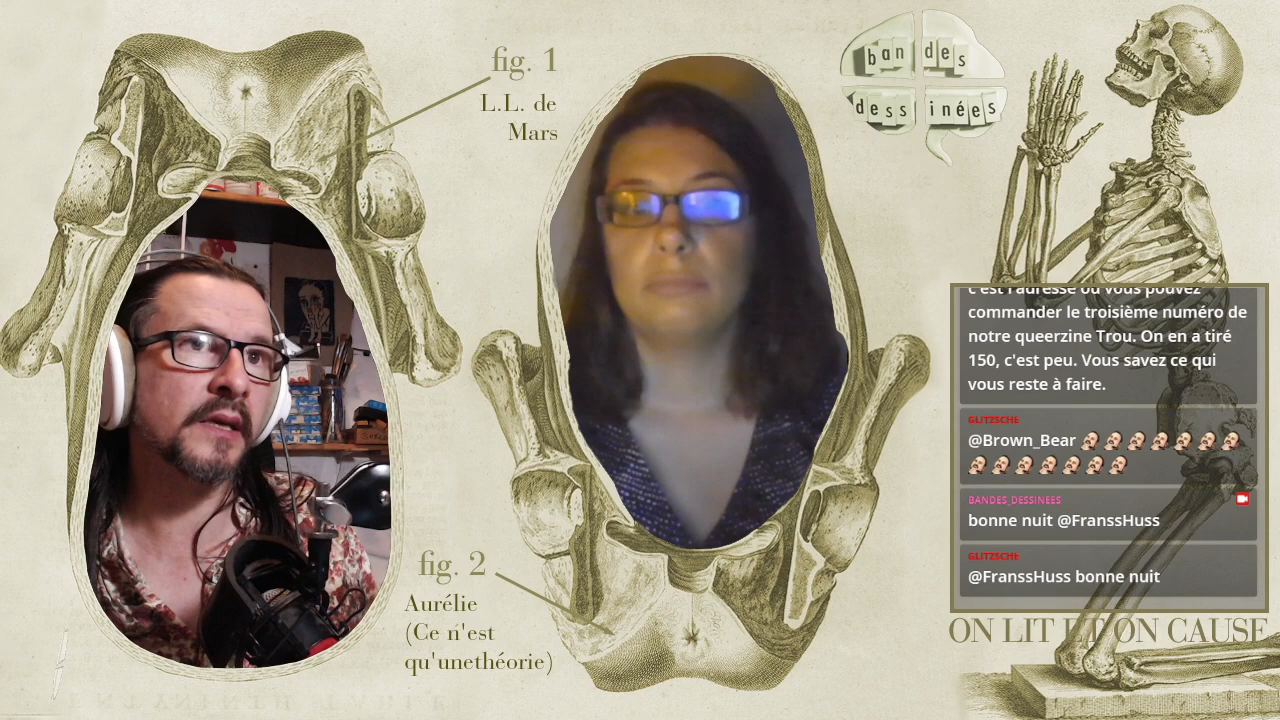 fig. 1
L.L. de
Mars
ban des
dess inées
c'est l'adresse où vous pouvez
commander le troisième numéro de
notre queerzine Trou. On en a tiré
150, c'est peu. Vous savez ce qui
vous reste à faire.
GLITZSCHE
@Brown_Bear
BANDES_DESSINEES
bonne nuit @FranssHuss
GLITZSCHE
@FranssHuss bonne nuit
fig. 2
Aurélie
(Ce n'est
qu'unethéorie)
ON LIT ET ON CAUSE